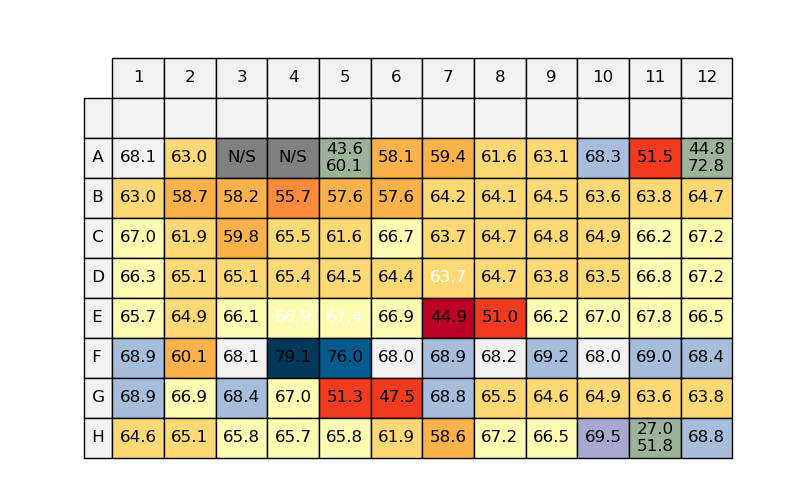 1 2 3 4 5 6 7 8 9 10 11 12
A 68.1 63.0 N/S N/S 43.6 60.1 58.1 59.4 61.6 63.1 68.3 51.5 44.8 72.8
B 63.0 58.7 58.2 55.7 57.6 57.6 64.2 64.1 64.5 63.6 63.8 64.7
C 67.0 61.9 59.8 65.5 61.6 66.7 63.7 64.7 64.8 64.9 66.2 67.2
D 66.3 65.1 65.1 65.4 64.5 64.4 63.7 64.7 63.8 63.5 66.8 67.2
E 65.7 64.9 66.1 66.9 67.4 66.9 44.9 51.0 66.2 67.0 67.8 66.5
F 68.9 60.1 68.1 79.1 76.0 68.0 68.9 68.2 69.2 68.0 69.0 68.4
G 68.9 66.9 68.4 67.0 51.3 47.5 68.8 65.5 64.6 64.9 63.6 63.8
H 64.6 65.1 65.8 65.7 65.8 61.9 58.6 67.2 66.5 69.5 27.0 51.8 68.8